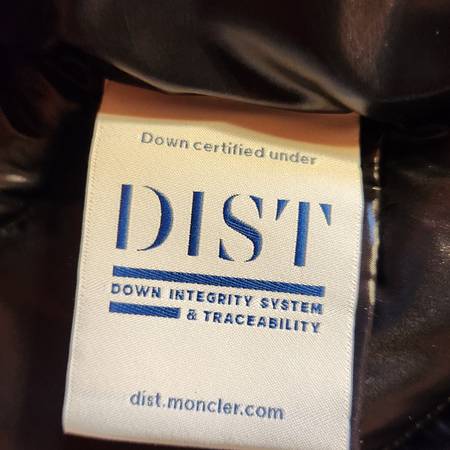 Down certified under
DIST
DOWN INTEGRITY SYSTEM
& TRACEABILITY
dist.moncler.com